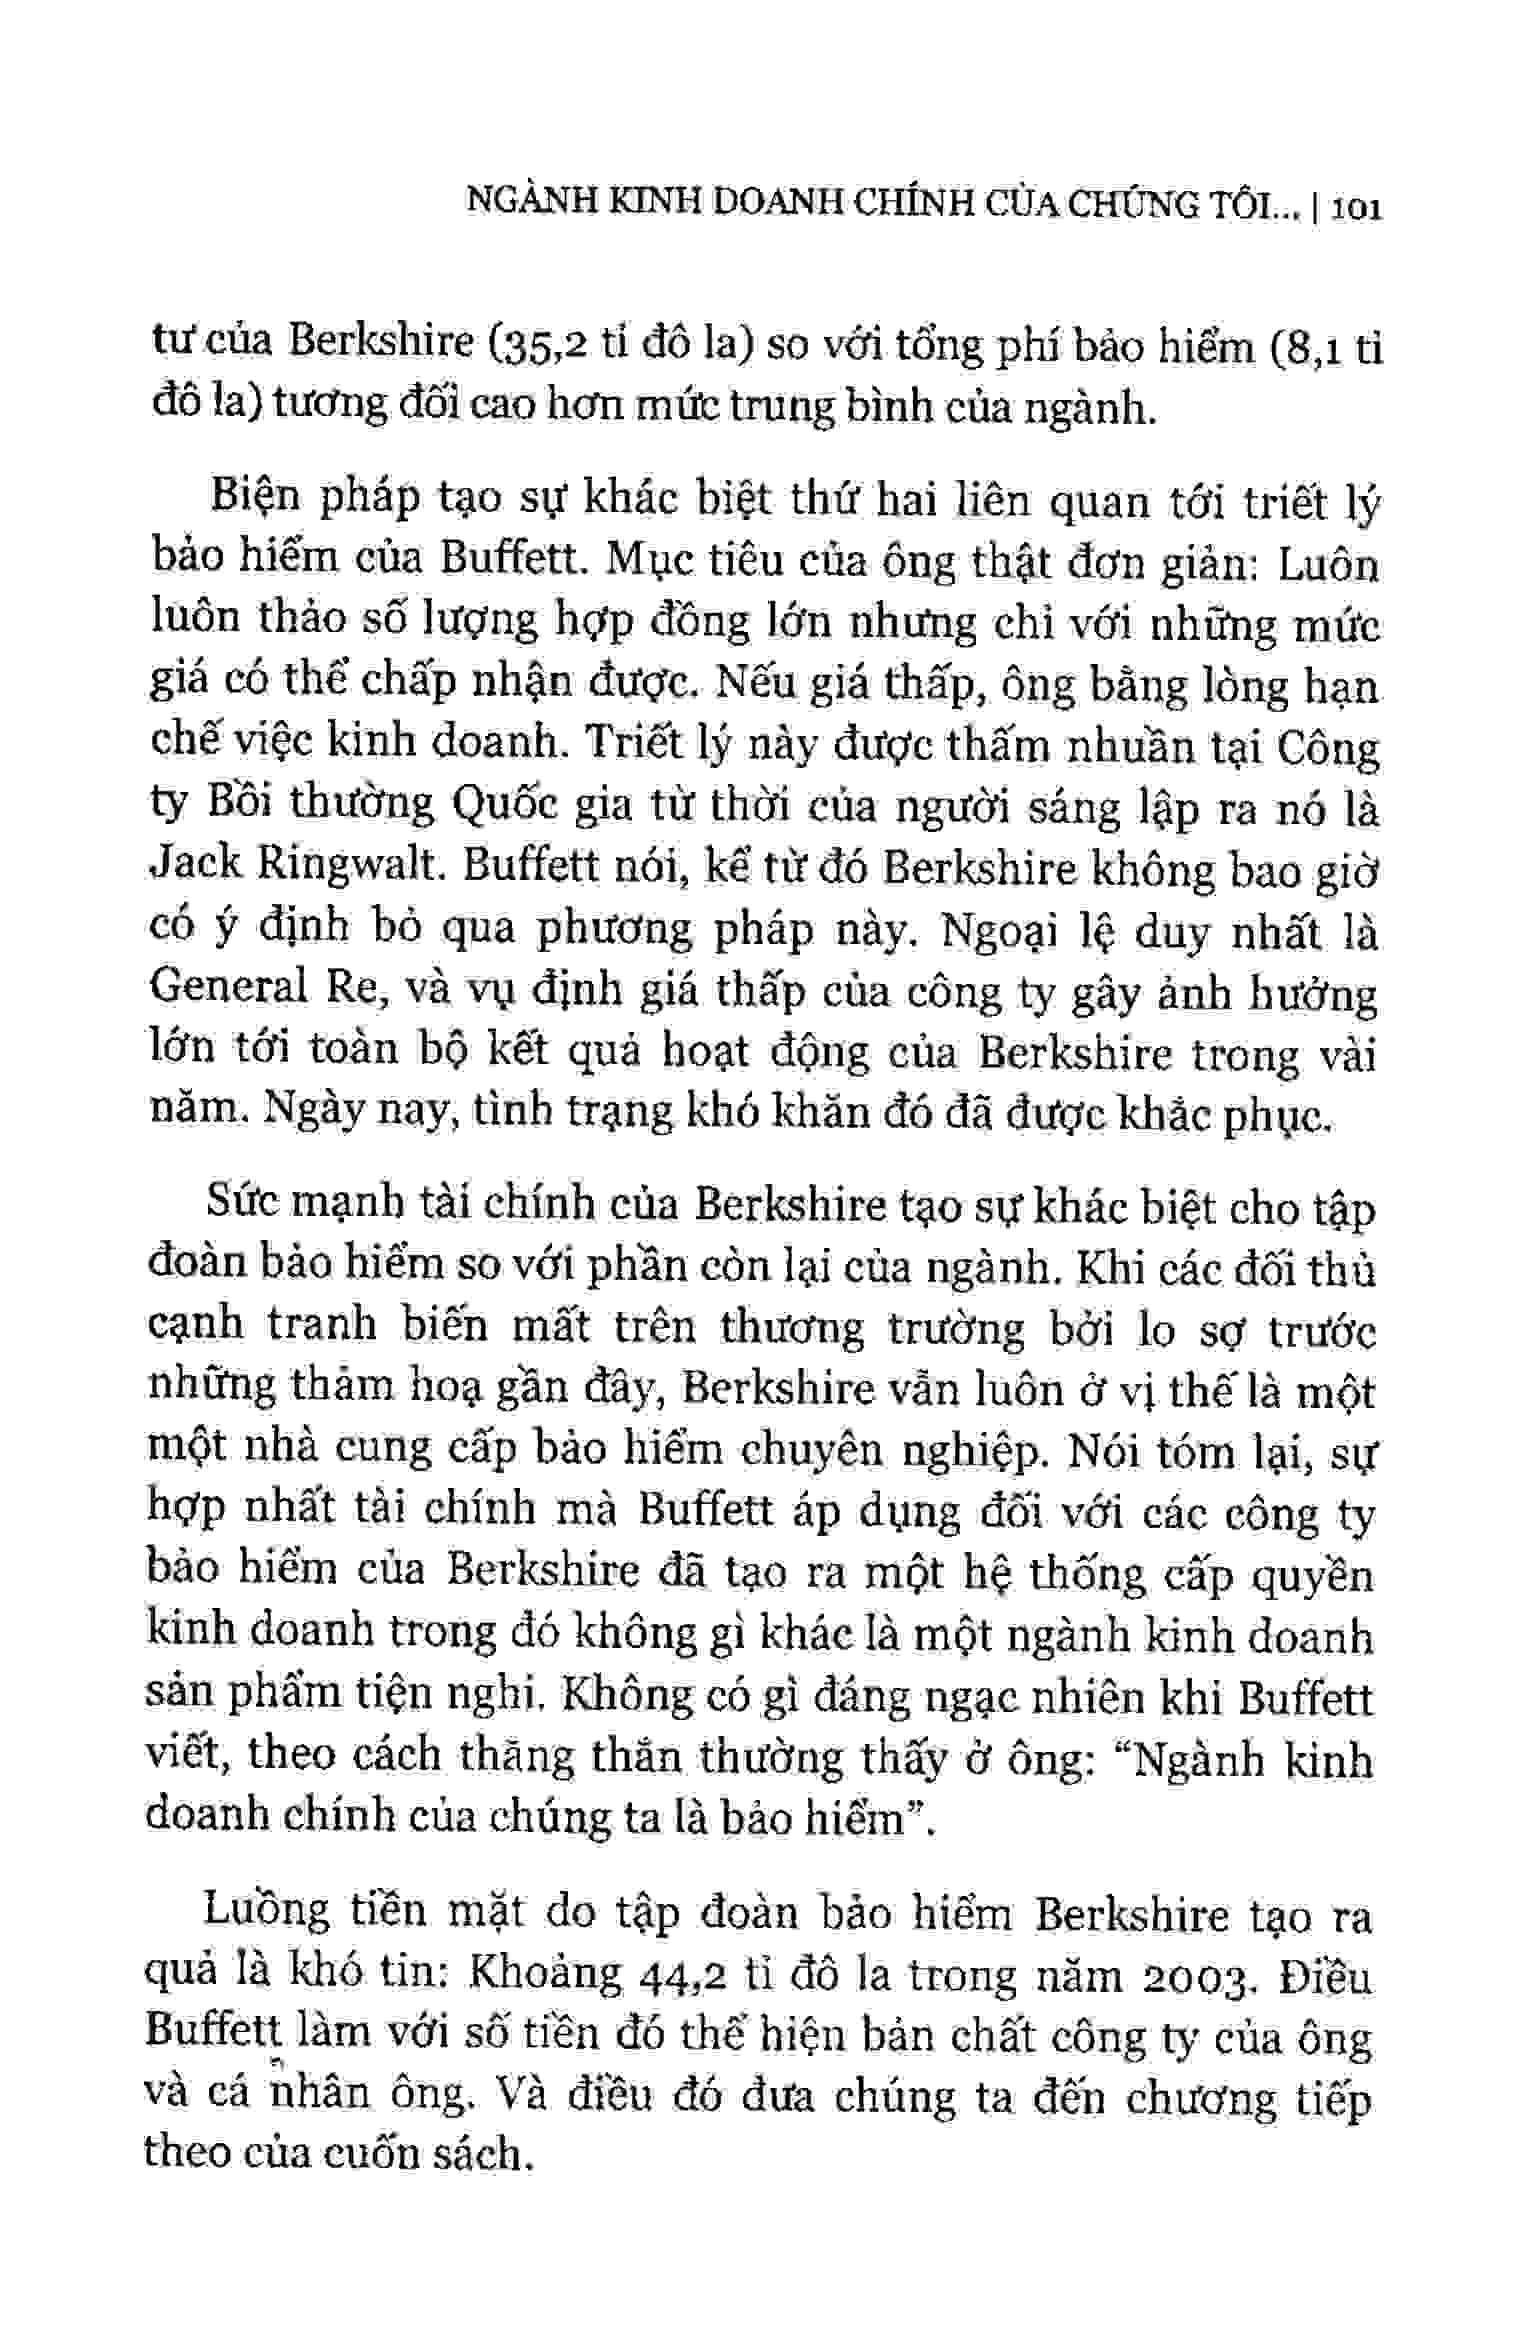 NGÀNH KINH DOANH CHÍNH CỦA CHÚNG TÔI... | 101
tư của Berkshire (35,2 tỉ đô la) so với tổng phí bảo hiểm (8,1 tỉ
đô la) tương đối cao hơn mức trung bình của ngành.
Biện pháp tạo sự khác biệt thứ hai liên quan tới triết lý
bảo hiểm của Buffett. Mục tiêu của ông thật đơn giản: Luôn
luôn thảo số lượng hợp đồng lớn nhưng chỉ với những mức
giá có thể chấp nhận được. Nếu giá thấp, ông bằng lòng hạn
chế việc kinh doanh. Triết lý này được thấm nhuần tại Công
ty Bồi thường Quốc gia từ thời của người sáng lập ra nó là
Jack Ringwalt. Buffett nói, kể từ đó Berkshire không bao giờ
có ý định bỏ qua phương pháp này. Ngoại lệ duy nhất là
General Re, và vụ định giá thấp của công ty gây ảnh hưởng
lớn tới toàn bộ kết quả hoạt động của Berkshire trong vài
năm. Ngày nay, tình trạng khó khăn đó đã được khắc phục.
Sức mạnh tài chính của Berkshire tạo sự khác biệt cho tập
đoàn bảo hiểm so với phần còn lại của ngành. Khi các đối thủ
cạnh tranh biến mất trên thương trường bởi lo sợ trước
những thảm hoạ gần đây, Berkshire vẫn luôn ở vị thế là một
một nhà cung cấp bảo hiểm chuyên nghiệp. Nói tóm lại, sự
hợp nhất tài chính mà Buffett áp dụng đối với các công ty
bảo hiểm của Berkshire đã tạo ra một hệ thống cấp quyền
kinh doanh trong đó không gì khác là một ngành kinh doanh
sản phẩm tiện nghi. Không có gì đáng ngạc nhiên khi Buffett
viết, theo cách thẳng thắn thường thấy ở ông: “Ngành kinh
doanh chính của chúng ta là bảo hiểm”.
Luồng tiền mặt do tập đoàn bảo hiểm Berkshire tạo ra
quả là khó tin: Khoảng 44,2 tỉ đô la trong năm 2003. Điều
Buffett làm với số tiền đó thể hiện bản chất công ty của ông
và cá nhân ông. Và điều đó đưa chúng ta đến chương tiếp
theo của cuốn sách.